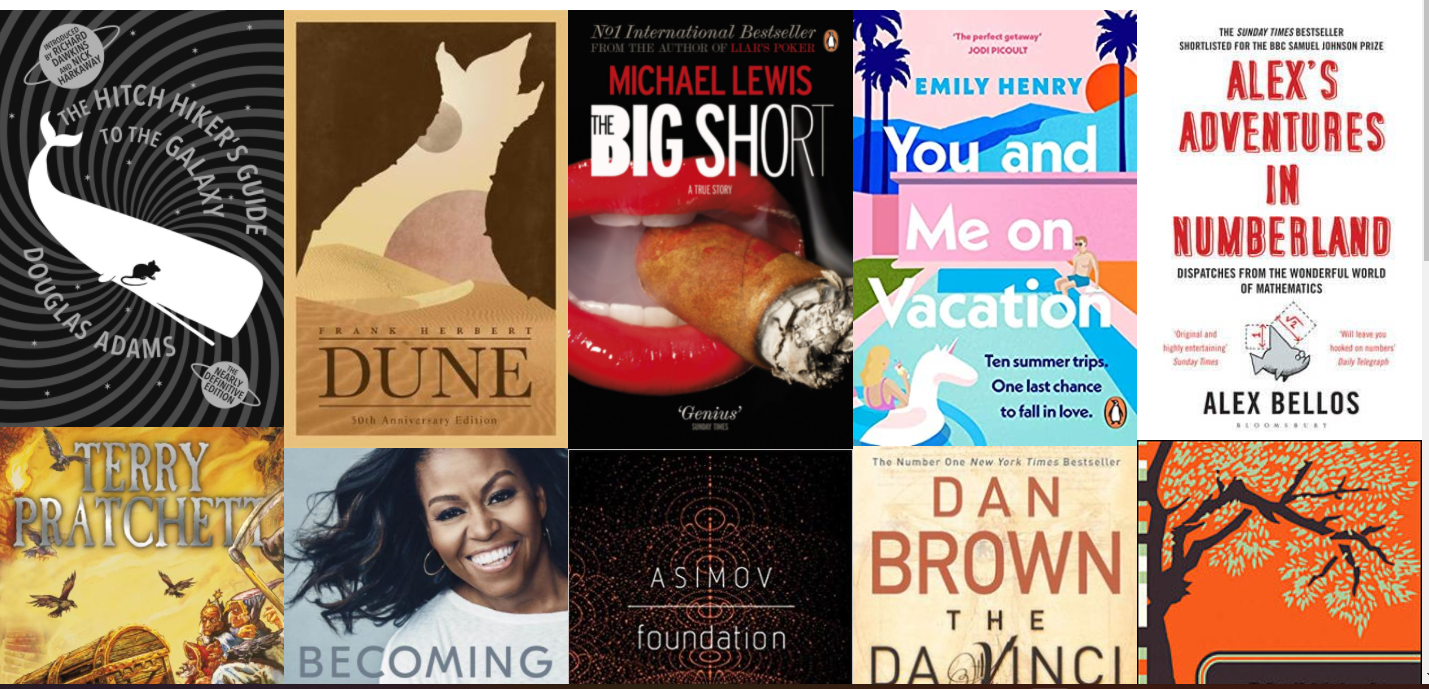 INTRODUCED
BY RICHARD
DAWKINS
AND NICK
HARKAWAY
THE HITCH HIKER'S GUIDE
TO THE GALAXY
DOUGLAS ADAMS
THE
NEARLY
DEFINITIVE
EDITION
FRANK HERBERT
DUNE
50th Anniversary Edition
No1 International Bestseller
FROM THE AUTHOR OF LIAR'S POKER
MICHAEL LEWIS
THE BIG SHORT
A TRUE STORY
'Genius'
SUNDAY TIMES
'The perfect getaway'
JODI PICOULT
EMILY HENRY
You and
Me on
Vacation
Ten summer trips.
One last chance
to fall in love.
THE SUNDAY TIMES BESTSELLER
SHORTLISTED FOR THE BBC SAMUEL JOHNSON PRIZE
ALEX'S
ADVENTURES
IN
NUMBERLAND
DISPATCHES FROM THE WONDERFUL WORLD
OF MATHEMATICS
1
√2
1
'Original and
highly entertaining'
Sunday Times
'Will leave you
hooked on numbers'
Daily Telegraph
ALEX BELLOS
BLOOMSBURY
TERRY
PRATCHETT
BECOMING
ASIMOV
foundation
The Number One New York Times Bestseller
DAN
BROWN
THE
DA VINCI